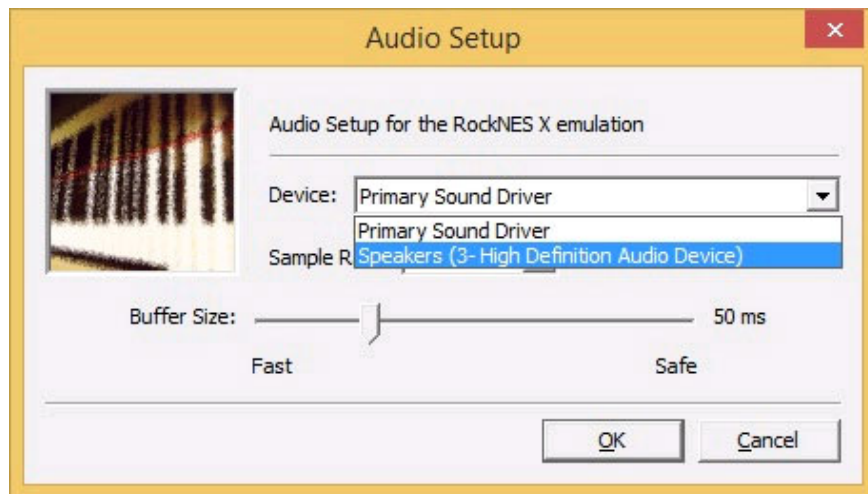 Audio Setup
Audio Setup for the RockNES X emulation
Device: Primary Sound Driver
Primary Sound Driver
Speakers (3- High Definition Audio Device)
Sample R
Buffer Size: 50 ms
Fast Safe
OK Cancel